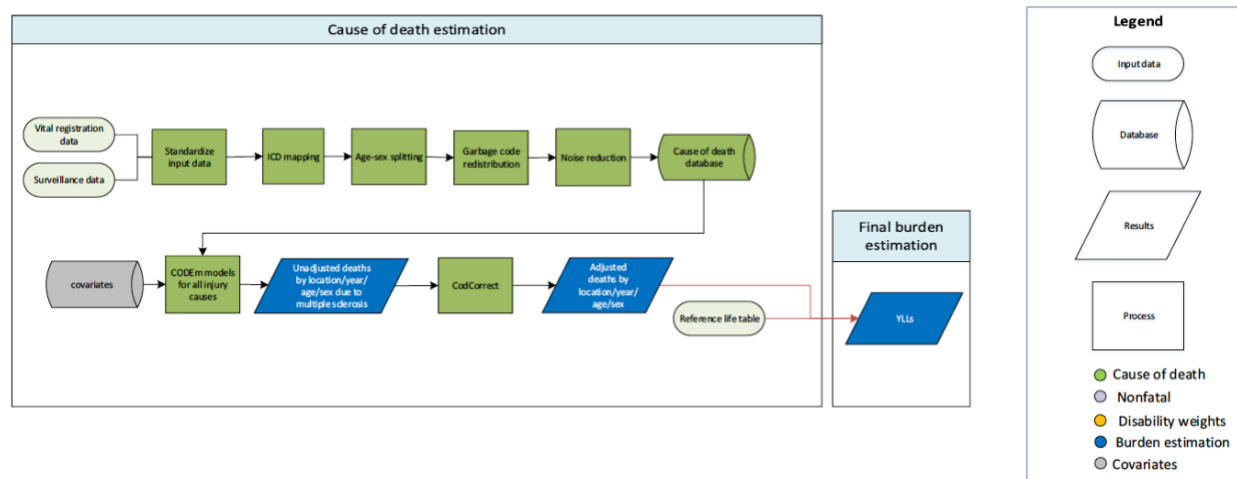 Cause of death estimation
Vital registration
data
Surveillance data
Standardize
input data
ICD mapping
Age-sex splitting
Garbage code
redistribution
Noise reduction
Cause of death
database
covariates
CODEm models
for all injury
causes
Unadjusted deaths
by location/year/
age/sex due to
multiple sclerosis
CodCorrect
Adjusted
deaths by
location/year/
age/sex
Reference life table
Final burden
estimation
YLLs
Legend
Input data
Database
Results
Process
Cause of death
Nonfatal
Disability weights
Burden estimation
Covariates